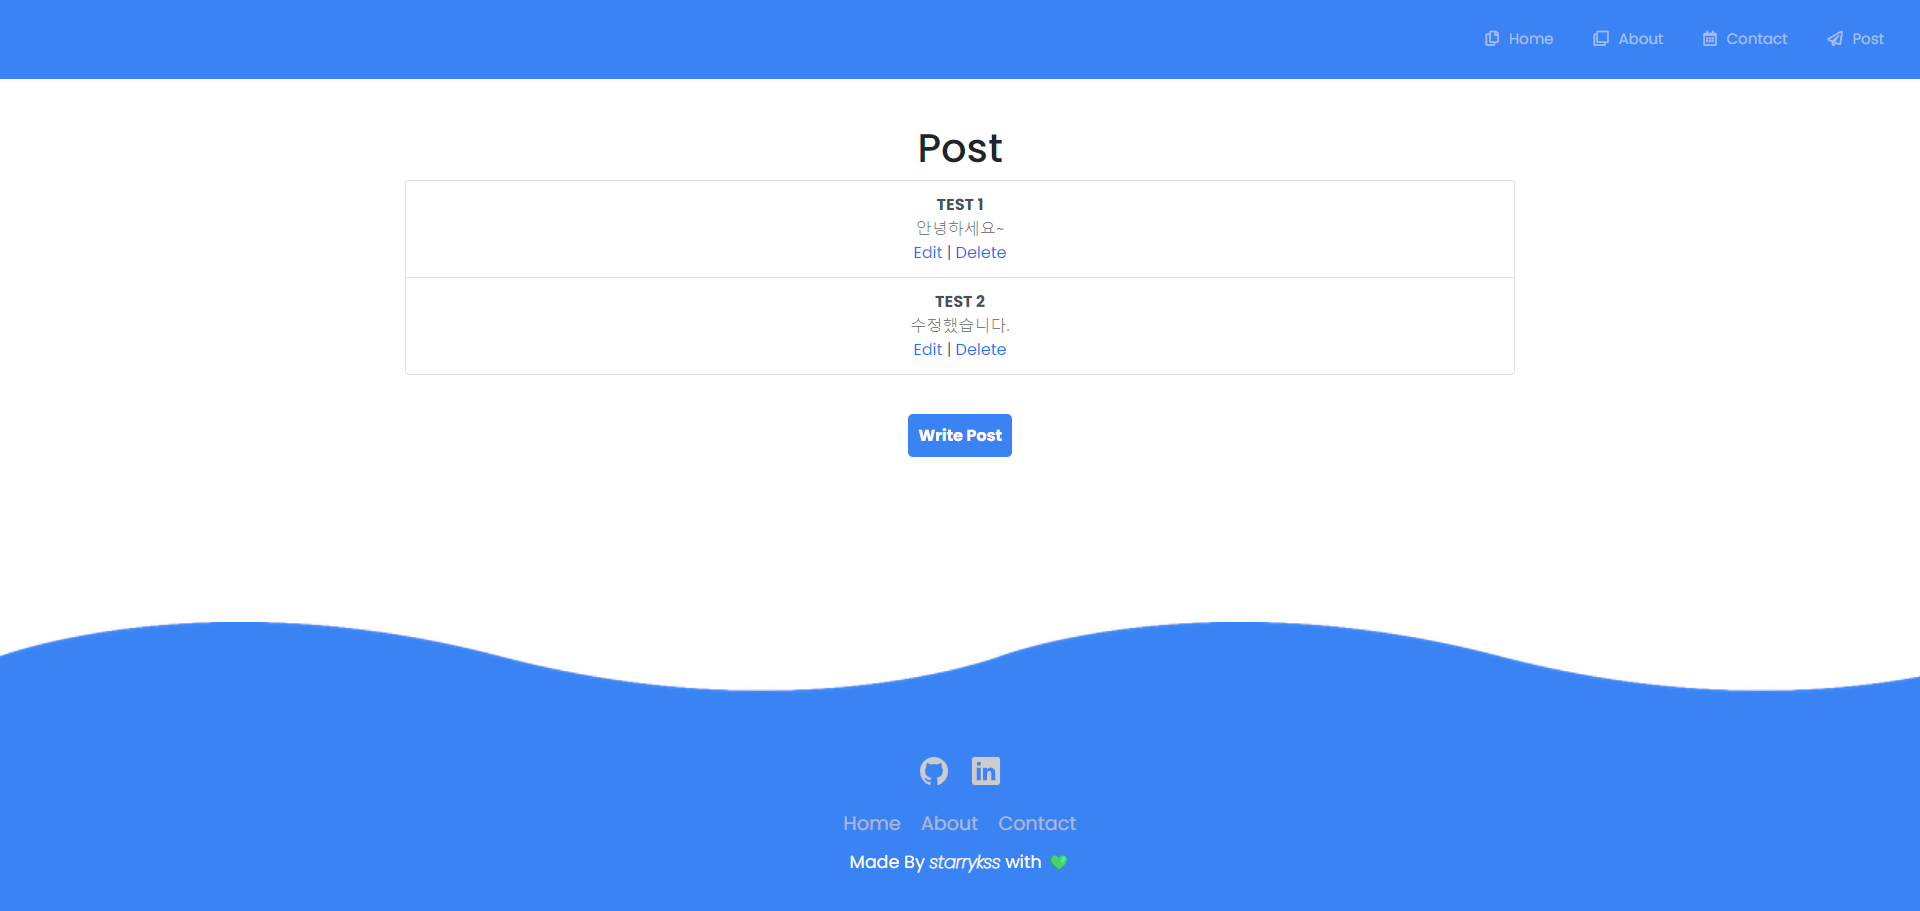 Home About Contact Post
Post
TEST 1
안녕하세요~
Edit | Delete
TEST 2
수정했습니다.
Edit | Delete
Write Post
in
Home About Contact
Made By starrykss with 💚